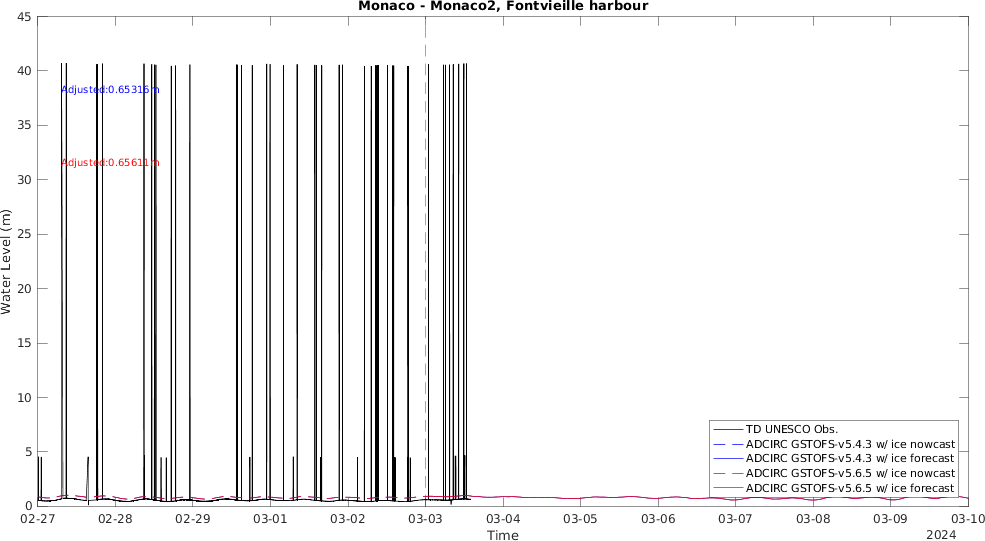 Monaco - Monaco2, Fontvieille harbour
45
40
35
30
25
20
15
10
5
0
Water Level (m)
Adjusted:0.65316 m
Adjusted:0.65611 m
TD UNESCO Obs.
ADCIRC GSTOFS-v5.4.3 w/ ice nowcast
ADCIRC GSTOFS-v5.4.3 w/ ice forecast
ADCIRC GSTOFS-v5.6.5 w/ ice nowcast
ADCIRC GSTOFS-v5.6.5 w/ ice forecast
02-27 02-28 02-29 03-01 03-02 03-03 03-04 03-05 03-06 03-07 03-08 03-09 03-10
Time
2024